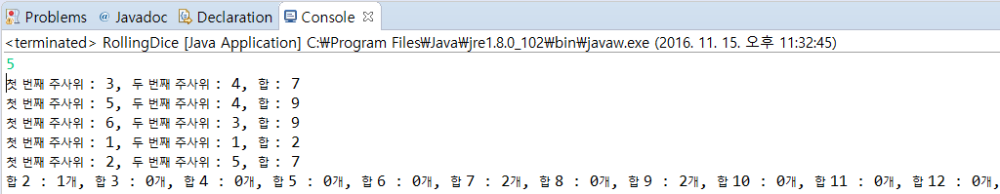 Problems @ Javadoc Declaration Console
<terminated> RollingDice [Java Application] C:₩Program Files₩Java₩jre1.8.0_102₩bin₩javaw.exe (2016. 11. 15. 오후 11:32:45)
5
첫 번째 주사위 : 3, 두 번째 주사위 : 4, 합 : 7
첫 번째 주사위 : 5, 두 번째 주사위 : 4, 합 : 9
첫 번째 주사위 : 6, 두 번째 주사위 : 3, 합 : 9
첫 번째 주사위 : 1, 두 번째 주사위 : 1, 합 : 2
첫 번째 주사위 : 2, 두 번째 주사위 : 5, 합 : 7
합 2 : 1개, 합 3 : 0개, 합 4 : 0개, 합 5 : 0개, 합 6 : 0개, 합 7 : 2개, 합 8 : 0개, 합 9 : 2개, 합 10 : 0개, 합 11 : 0개, 합 12 : 0개,